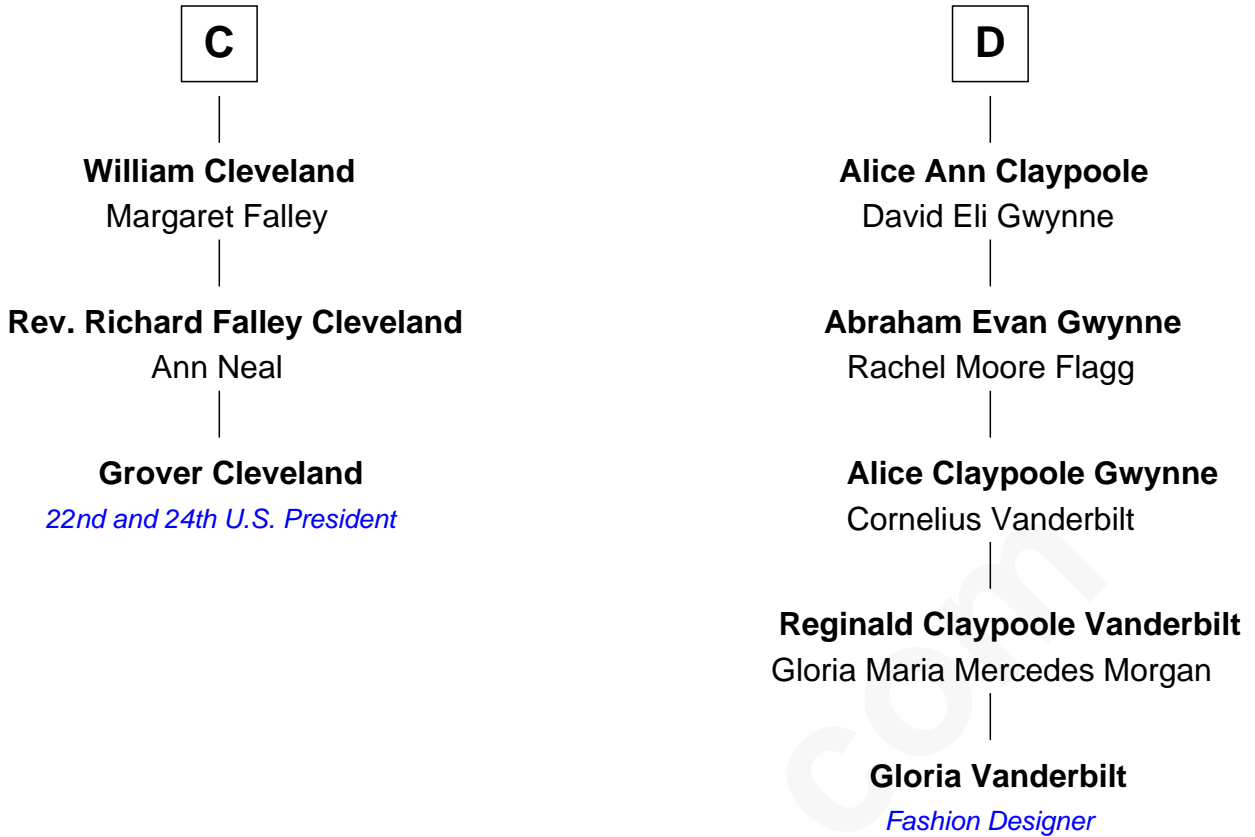 C
William Cleveland
Margaret Falley
Rev. Richard Falley Cleveland
Ann Neal
Grover Cleveland
22nd and 24th U.S. President
D
Alice Ann Claypoole
David Eli Gwynne
Abraham Evan Gwynne
Rachel Moore Flagg
Alice Claypoole Gwynne
Cornelius Vanderbilt
Reginald Claypoole Vanderbilt
Gloria Maria Mercedes Morgan
Gloria Vanderbilt
Fashion Designer
com